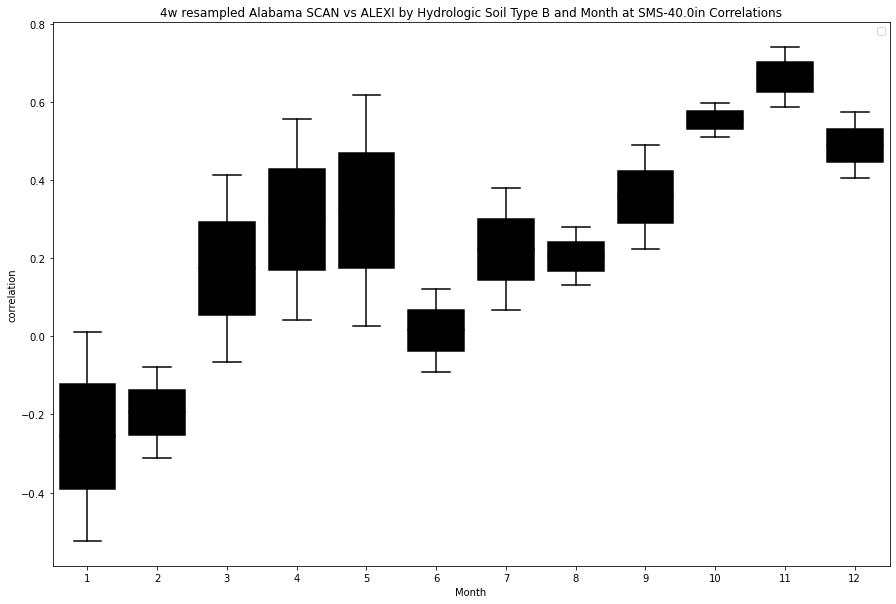 4w resampled Alabama SCAN vs ALEXI by Hydrologic Soil Type B and Month at SMS-40.0in Correlations
0.8
0.6
0.4
0.2
0.0
−0.2
−0.4
correlation
1 2 3 4 5 6 7 8 9 10 11 12
Month